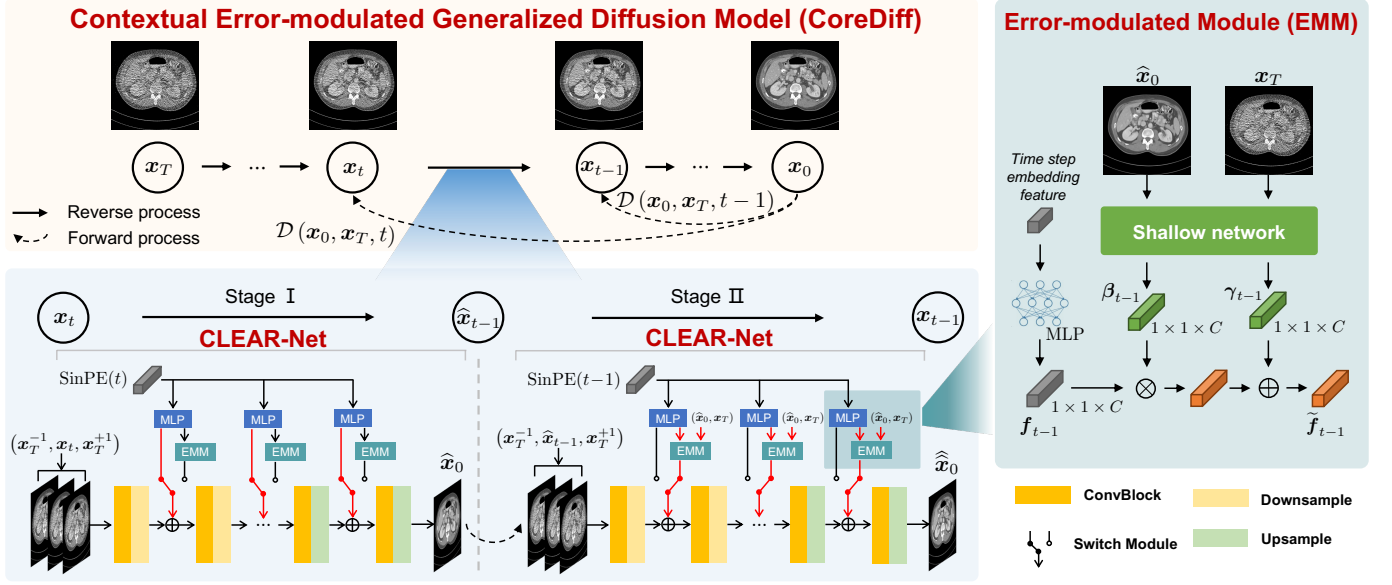 Contextual Error-modulated Generalized Diffusion Model (CoreDiff)
x_T
...
x_t
x_{t−1}
...
x_0
Reverse process
Forward process
D(x_0, x_T, t)
D(x_0, x_T, t − 1)
x_t
Stage I
x̂_{t−1}
Stage II
x_{t−1}
CLEAR-Net
CLEAR-Net
SinPE(t)
MLP
MLP
MLP
EMM
EMM
EMM
(x_T^{−1}, x_t, x_T^{+1})
x̂_0
...
SinPE(t−1)
MLP
(x̂_0, x_T)
MLP
(x̂_0, x_T)
MLP
(x̂_0, x_T)
EMM
EMM
EMM
(x_T^{−1}, x̂_{t−1}, x_T^{+1})
x̂̂_0
...
Error-modulated Module (EMM)
x̂_0
x_T
Time step
embedding
feature
Shallow network
β_{t−1}
γ_{t−1}
1 × 1 × C
1 × 1 × C
MLP
1 × 1 × C
f_{t−1}
f̃_{t−1}
ConvBlock
Downsample
Switch Module
Upsample